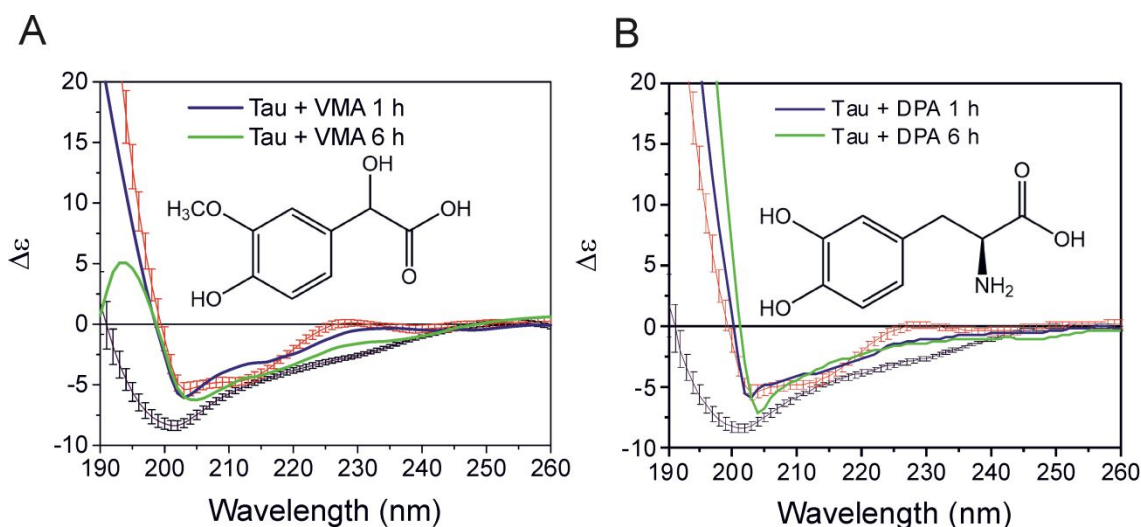 A
Δε
20
15
10
5
0
-5
-10
Tau + VMA 1 h
Tau + VMA 6 h
OH
H₃CO
OH
O
HO
190 200 210 220 230 240 250 260
Wavelength (nm)
B
Δε
20
15
10
5
0
-5
-10
Tau + DPA 1 h
Tau + DPA 6 h
O
HO
OH
HO
NH₂
190 200 210 220 230 240 250 260
Wavelength (nm)